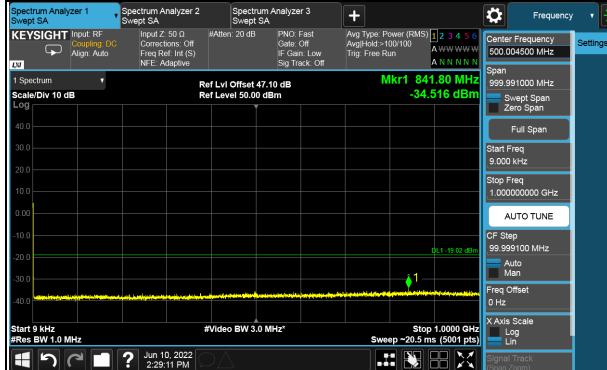 Spectrum Analyzer 1
Swept SA
Spectrum Analyzer 2
Swept SA
Spectrum Analyzer 3
Swept SA
+
Frequency
Settings
KEYSIGHT
Input: RF
Coupling: DC
Align: Auto
Input Z: 50 Ω
Corrections: Off
Freq Ref: Int (S)
NFE: Adaptive
#Atten: 20 dB
PNO: Fast
Gate: Off
IF Gain: Low
Sig Track: Off
Avg Type: Power (RMS)
Avg|Hold:>100/100
Trig: Free Run
1 2 3 4 5 6
A W W W W W
A N N N N N
LXI
1 Spectrum
Scale/Div 10 dB
Log
Ref Lvl Offset 47.10 dB
Ref Level 50.00 dBm
Mkr1 841.80 MHz
-34.516 dBm
40.0
30.0
20.0
10.0
0.00
-10.0
-20.0
-30.0
-40.0
DL1 -19.02 dBm
1
Start 9 kHz
#Res BW 1.0 MHz
#Video BW 3.0 MHz*
Stop 1.0000 GHz
Sweep ~20.5 ms (5001 pts)
Center Frequency
500.004500 MHz
Span
999.991000 MHz
Swept Span
Zero Span
Full Span
Start Freq
9.000 kHz
Stop Freq
1.000000000 GHz
AUTO TUNE
CF Step
99.999100 MHz
Auto
Man
Freq Offset
0 Hz
X Axis Scale
Log
Lin
Signal Track
(Span Zoom)
?
Jun 10, 2022
2:29:11 PM